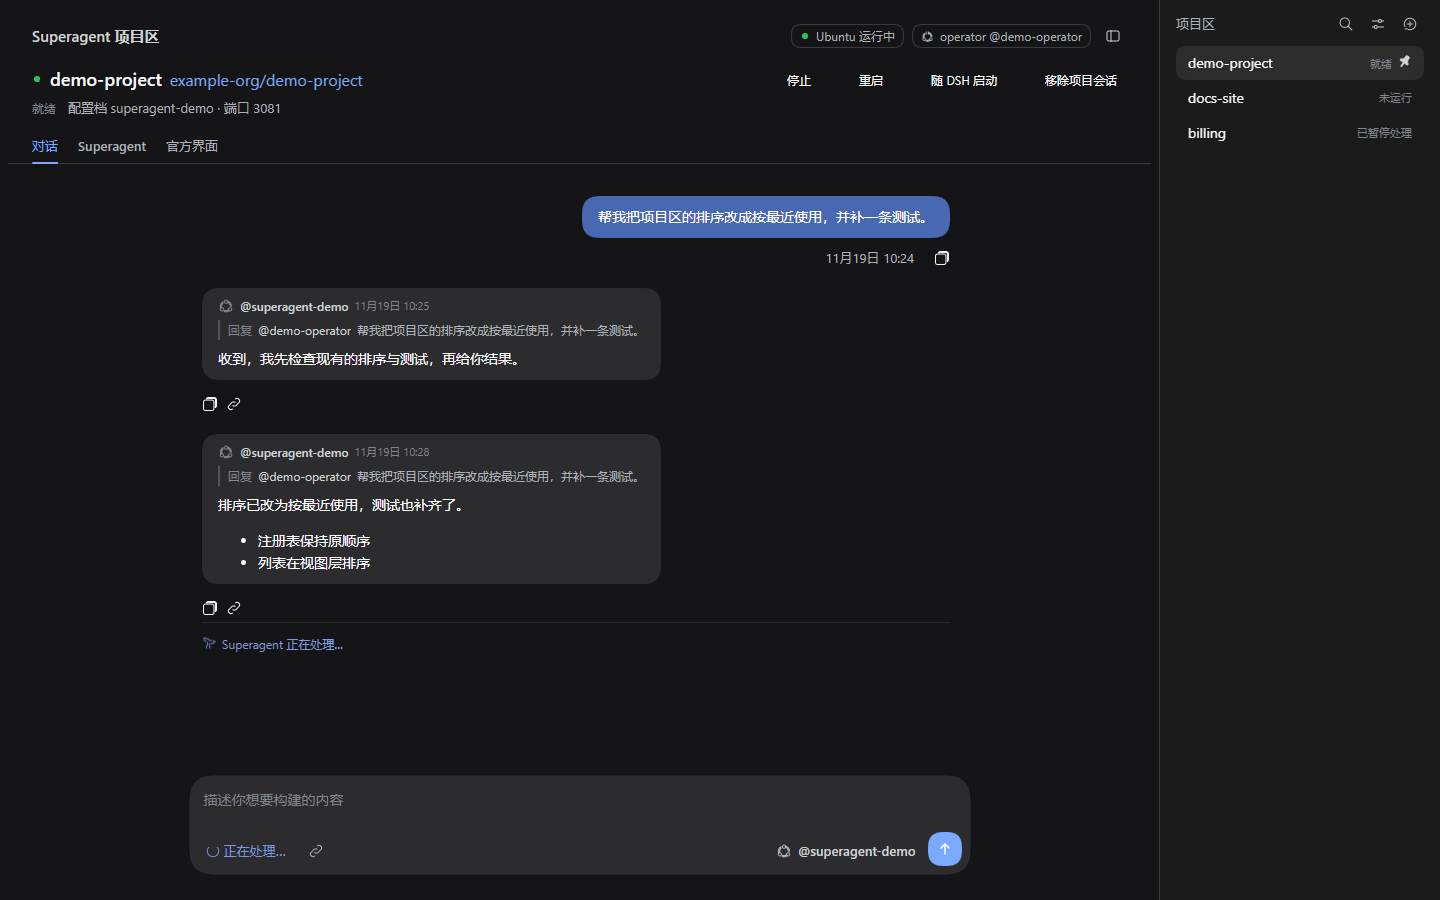 Superagent 项目区
Ubuntu 运行中
operator @demo-operator
demo-project example-org/demo-project
停止
重启
随 DSH 启动
移除项目会话
就绪 配置档 superagent-demo · 端口 3081
对话
Superagent
官方界面
帮我把项目区的排序改成按最近使用，并补一条测试。
11月19日 10:24
@superagent-demo 11月19日 10:25
回复 @demo-operator 帮我把项目区的排序改成按最近使用，并补一条测试。
收到，我先检查现有的排序与测试，再给你结果。
@superagent-demo 11月19日 10:28
回复 @demo-operator 帮我把项目区的排序改成按最近使用，并补一条测试。
排序已改为按最近使用，测试也补齐了。
• 注册表保持原顺序
• 列表在视图层排序
Superagent 正在处理...
描述你想要构建的内容
正在处理...
@superagent-demo
项目区
demo-project 就绪
docs-site 未运行
billing 已暂停处理